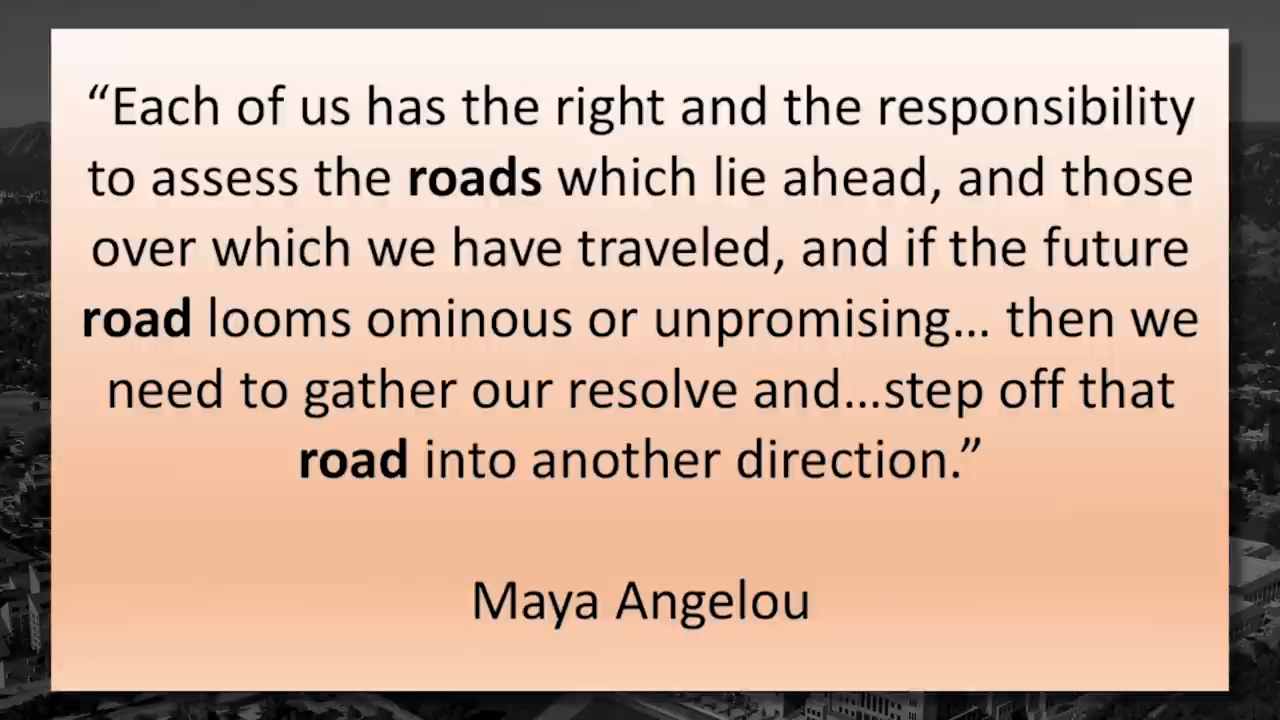 “Each of us has the right and the responsibility
to assess the roads which lie ahead, and those
over which we have traveled, and if the future
road looms ominous or unpromising... then we
need to gather our resolve and...step off that
road into another direction.”
Maya Angelou